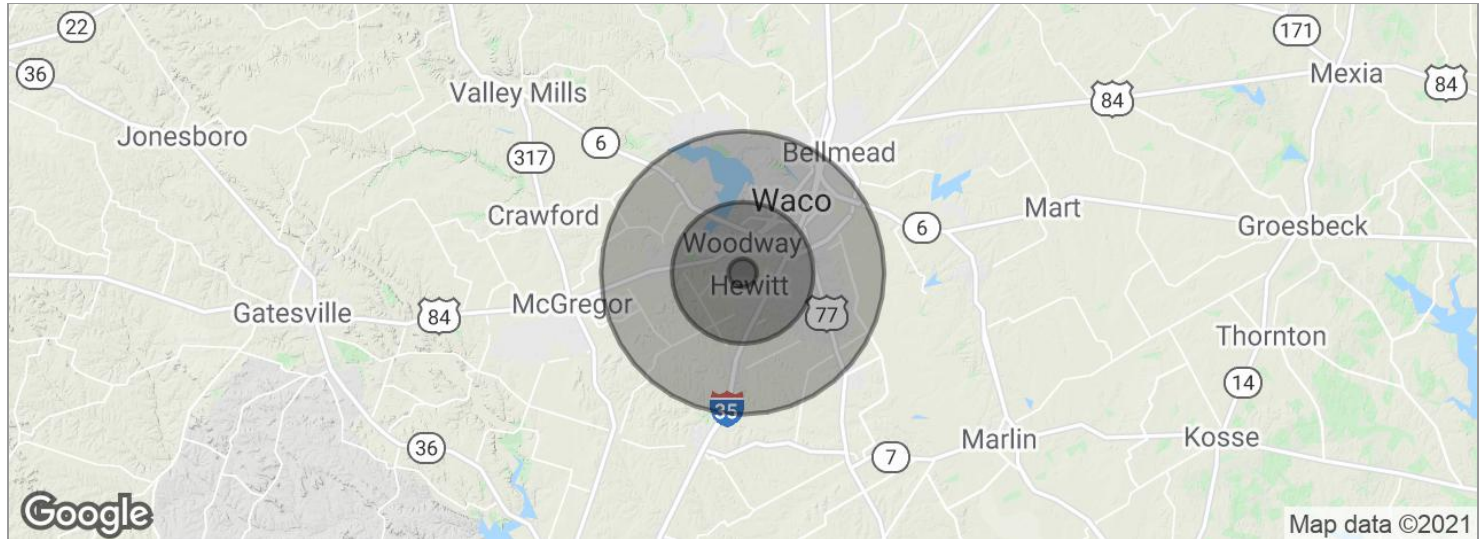 22
171
36
Mexia
84
84
Valley Mills
Jonesboro
6
317
Bellmead
Waco
Crawford
Mart
6
Groesbeck
Woodway
Hewitt
McGregor
Gatesville
84
77
Thornton
14
35
Marlin
Kosse
36
7
Google
Map data ©2021